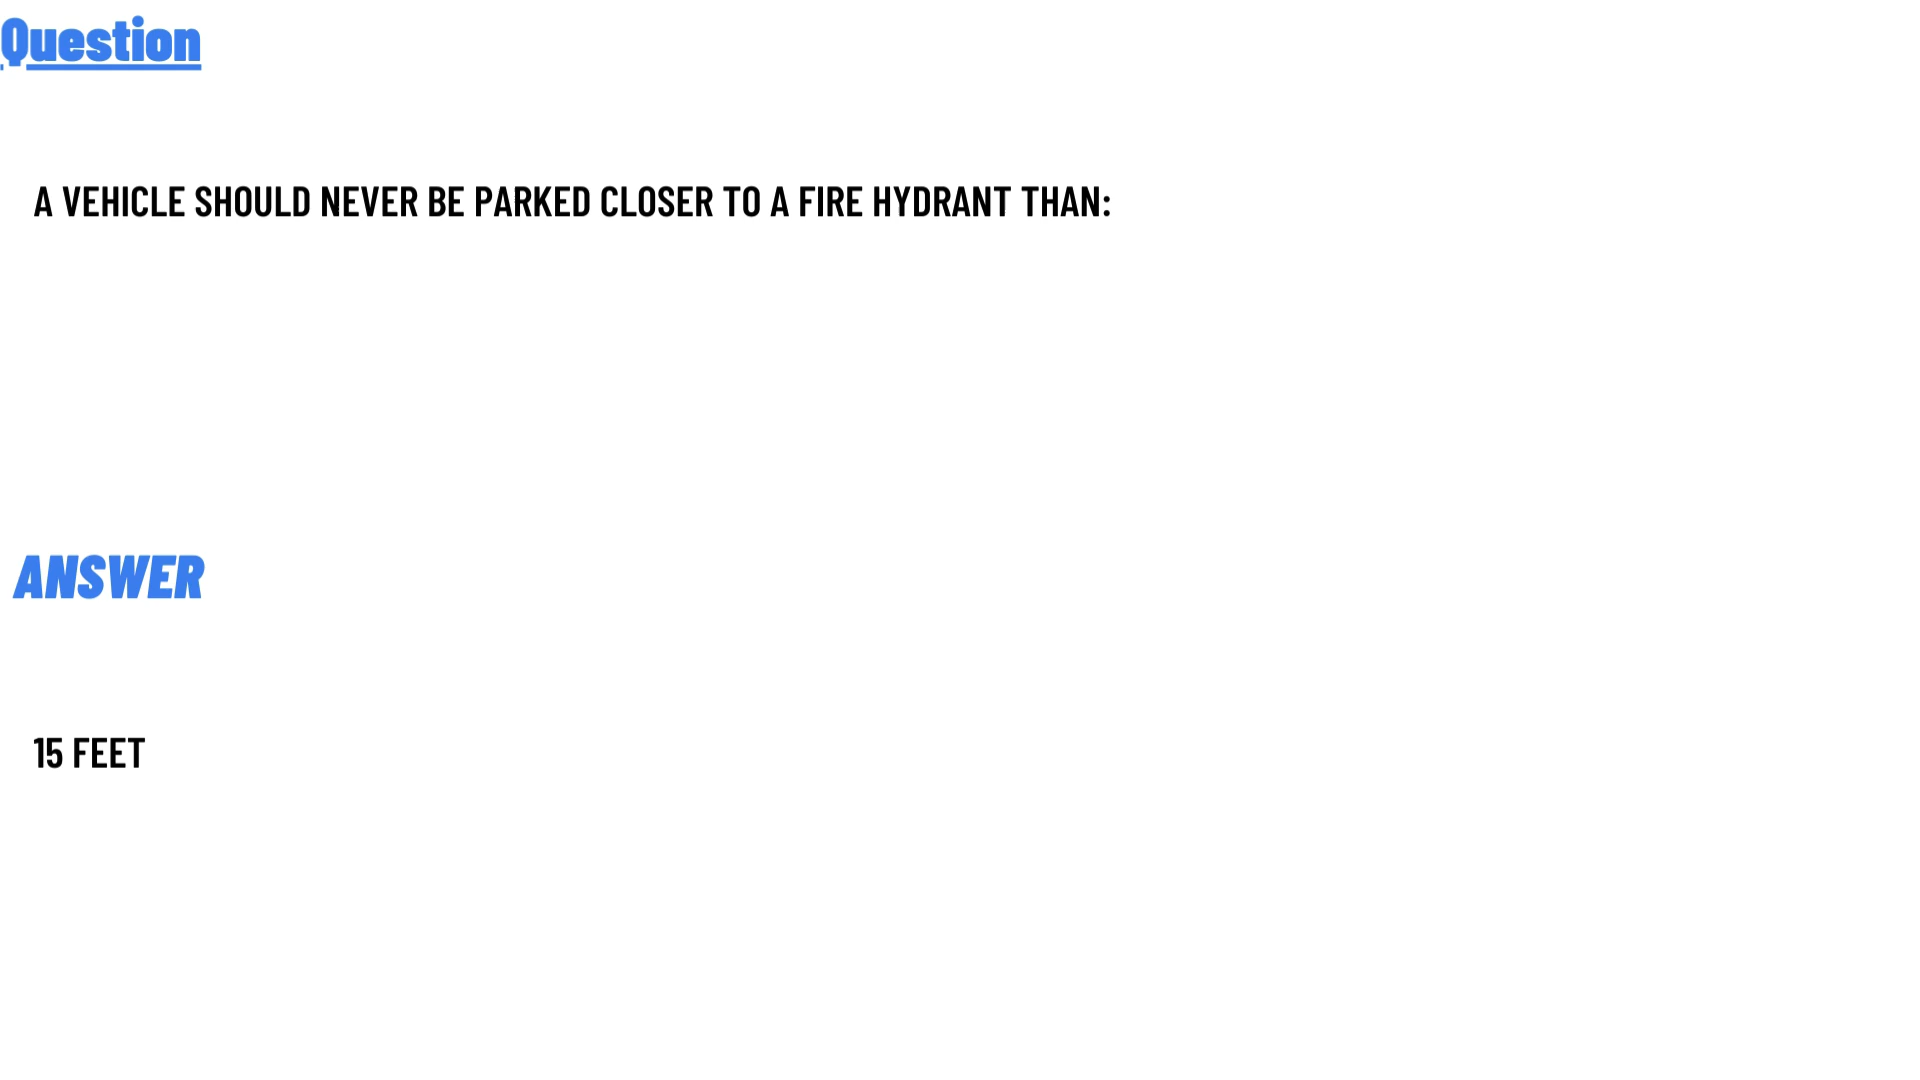 Question
A VEHICLE SHOULD NEVER BE PARKED CLOSER TO A FIRE HYDRANT THAN:
ANSWER
15 FEET